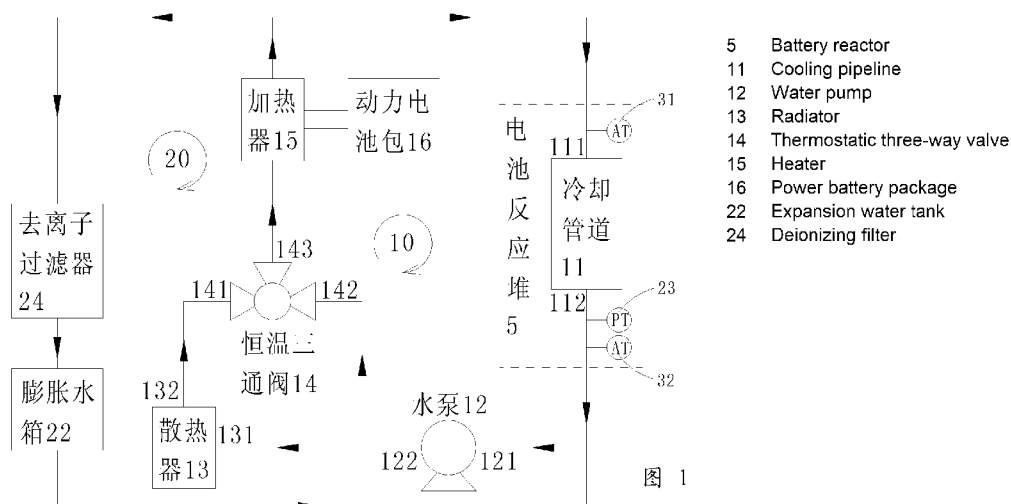 加热
器15
动力电
池包16
20
10
去离子
过滤器
24
膨胀水
箱22
143
141
142
恒温三
通阀14
132
散热
器13
131
水泵12
122
121
电
池
反
应
堆
5
31
AT
111
冷却
管道
11
112
23
PT
AT
32
图 1
5 Battery reactor
11 Cooling pipeline
12 Water pump
13 Radiator
14 Thermostatic three-way valve
15 Heater
16 Power battery package
22 Expansion water tank
24 Deionizing filter